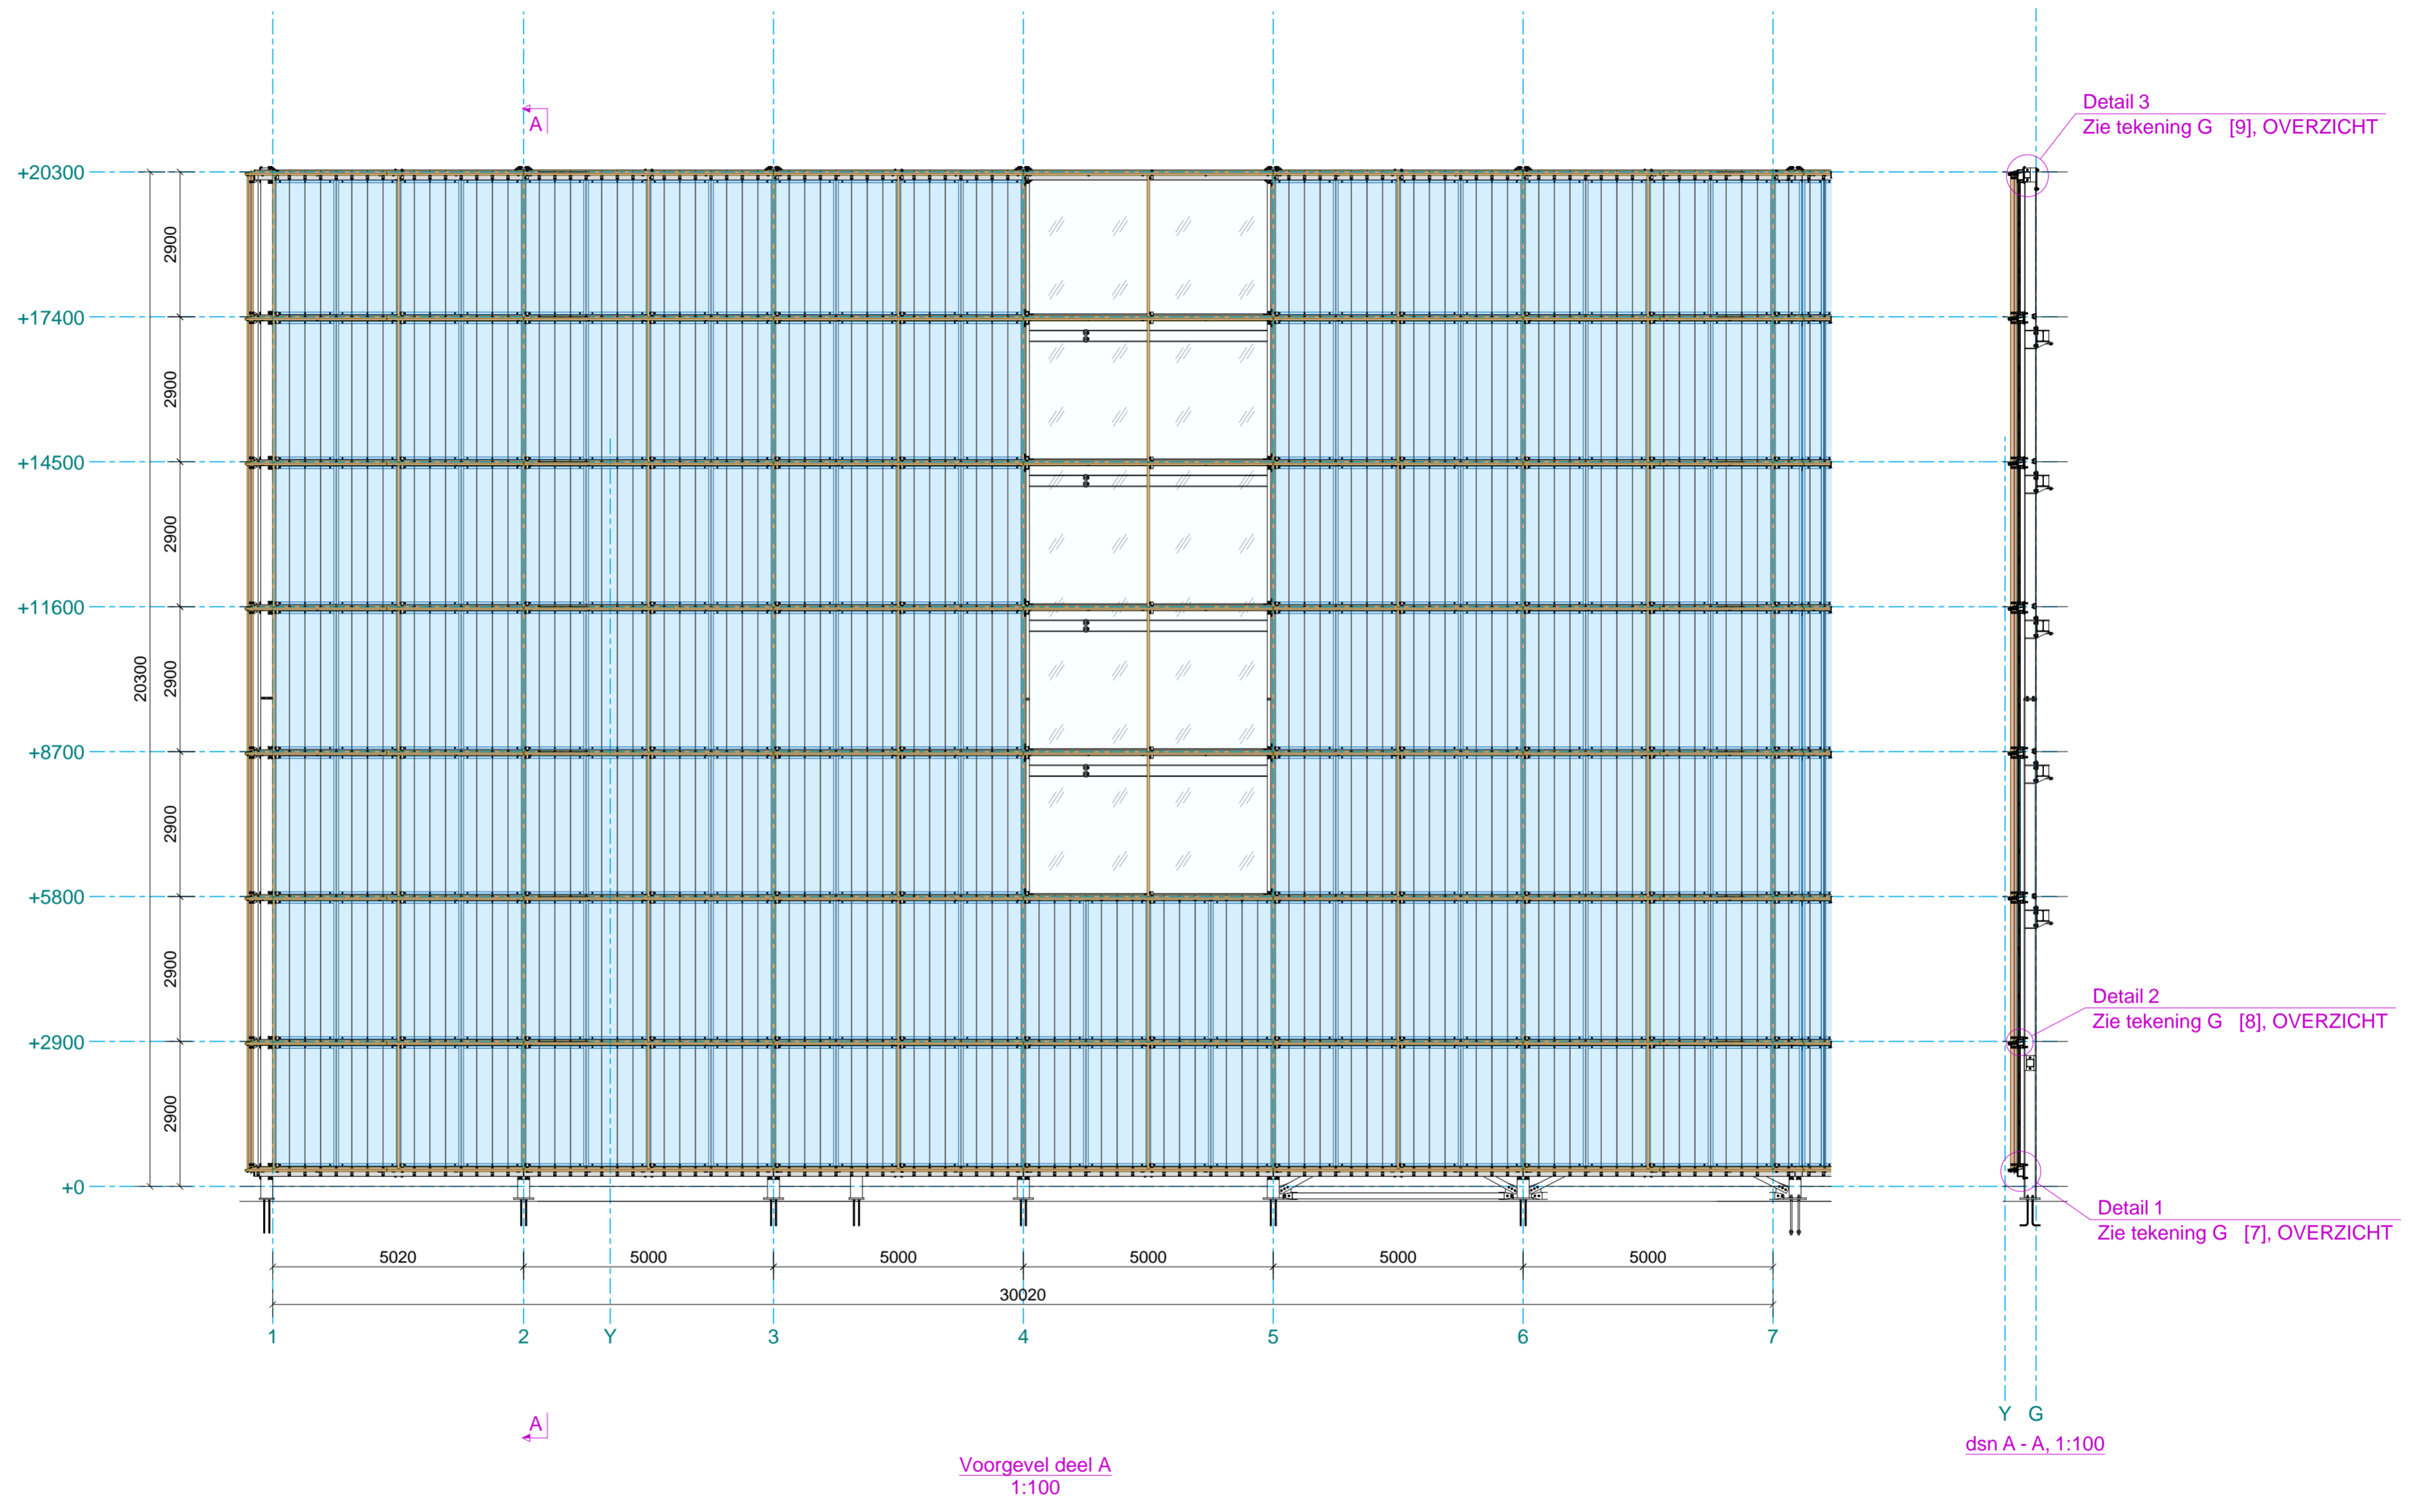 Detail 3
Zie tekening G [9], OVERZICHT
A
+20300
2900
+17400
2900
+14500
2900
+11600
20300
2900
+8700
2900
+5800
2900
Detail 2
Zie tekening G [8], OVERZICHT
+2900
2900
+0
Detail 1
Zie tekening G [7], OVERZICHT
5020
5000
5000
5000
5000
5000
30020
1
2
Y
3
4
5
6
7
A
Y
G
dsn A - A, 1:100
Voorgevel deel A
1:100